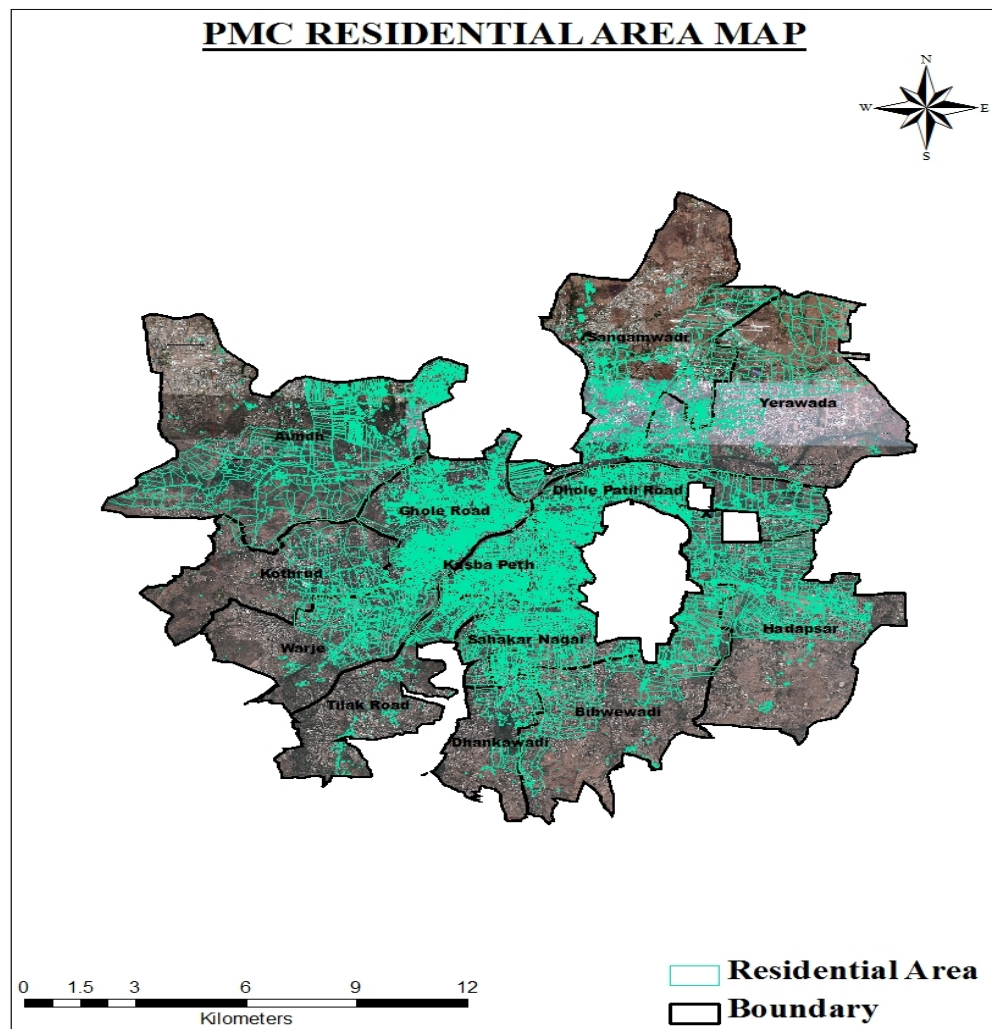 PMC RESIDENTIAL AREA MAP
N
W
E
S
Sangamwadi
Yerawada
Aundh
Dhole Patil Road
Ghole Road
Kasba Peth
Kothrud
Hadapsar
Sahakar Nagar
Warje
Tilak Road
Bibwewadi
Dhankawadi
0 1.5 3 6 9 12
Kilometers
Residential Area
Boundary